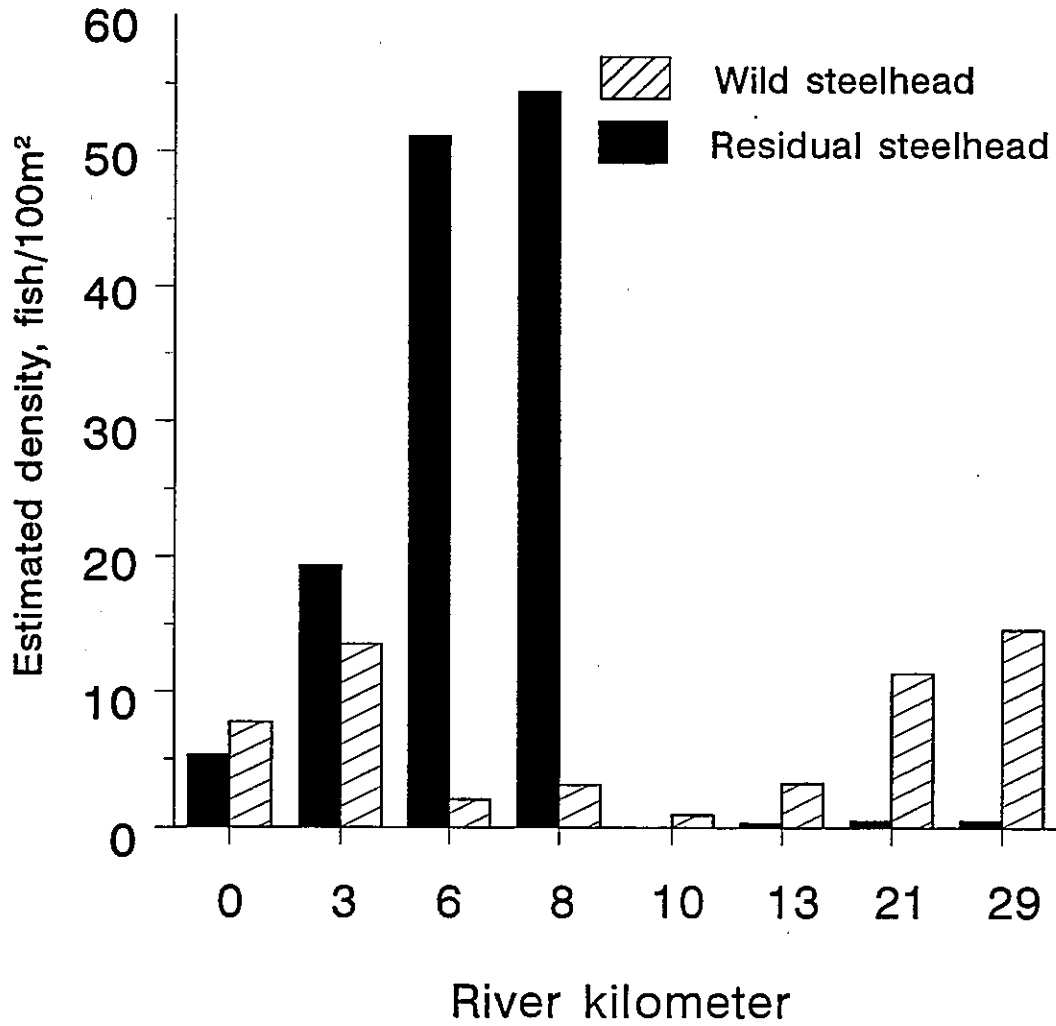 Estimated density, fish/100m²
60
50
40
30
20
10
0
Wild steelhead
Residual steelhead
0 3 6 8 10 13 21 29
River kilometer